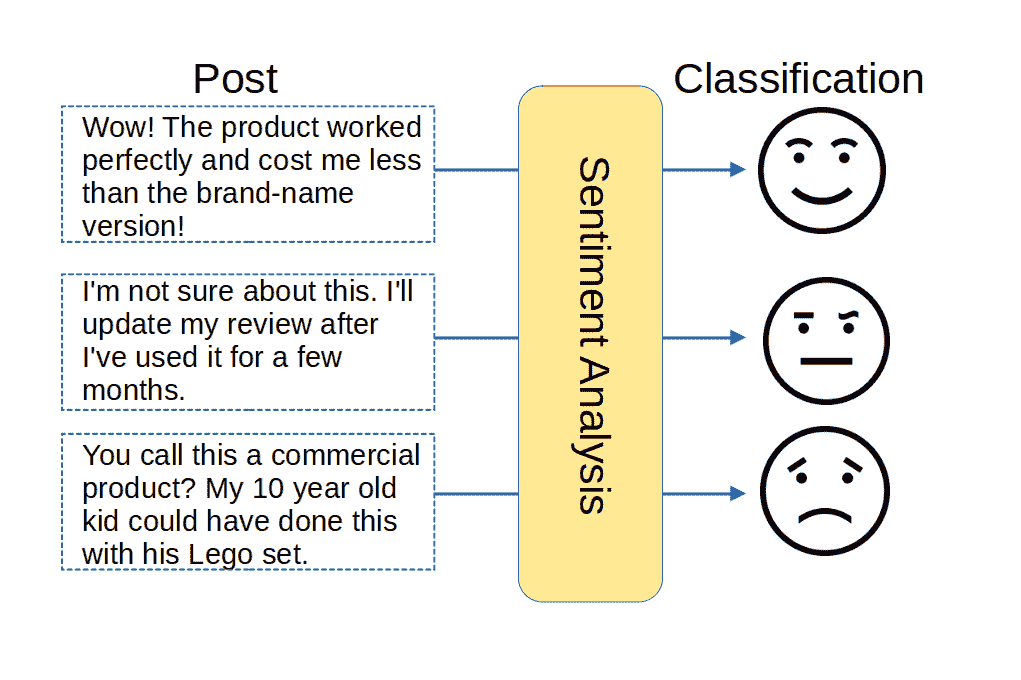 Post
Classification
Wow! The product worked
perfectly and cost me less
than the brand-name
version!
I'm not sure about this. I'll
update my review after
I've used it for a few
months.
You call this a commercial
product? My 10 year old
kid could have done this
with his Lego set.
Sentiment Analysis